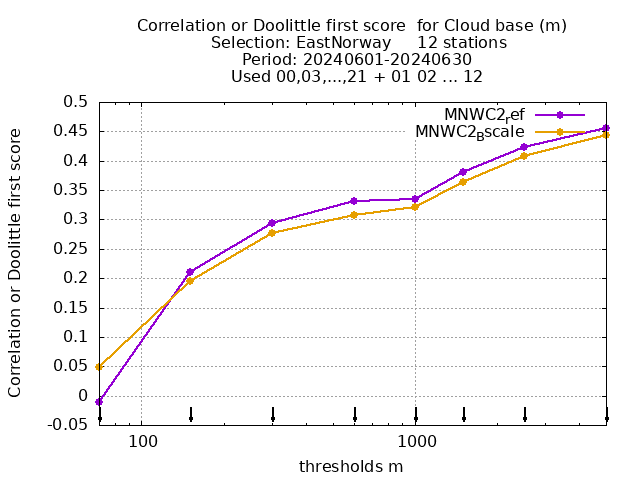 Correlation or Doolittle first score  for Cloud base (m)
Selection: EastNorway     12 stations
Period: 20240601-20240630
Used 00,03,...,21 + 01 02 ... 12
Correlation or Doolittle first score
0.5
0.45
0.4
0.35
0.3
0.25
0.2
0.15
0.1
0.05
0
-0.05
MNWC2ref
MNWC2Bscale
100
1000
thresholds m